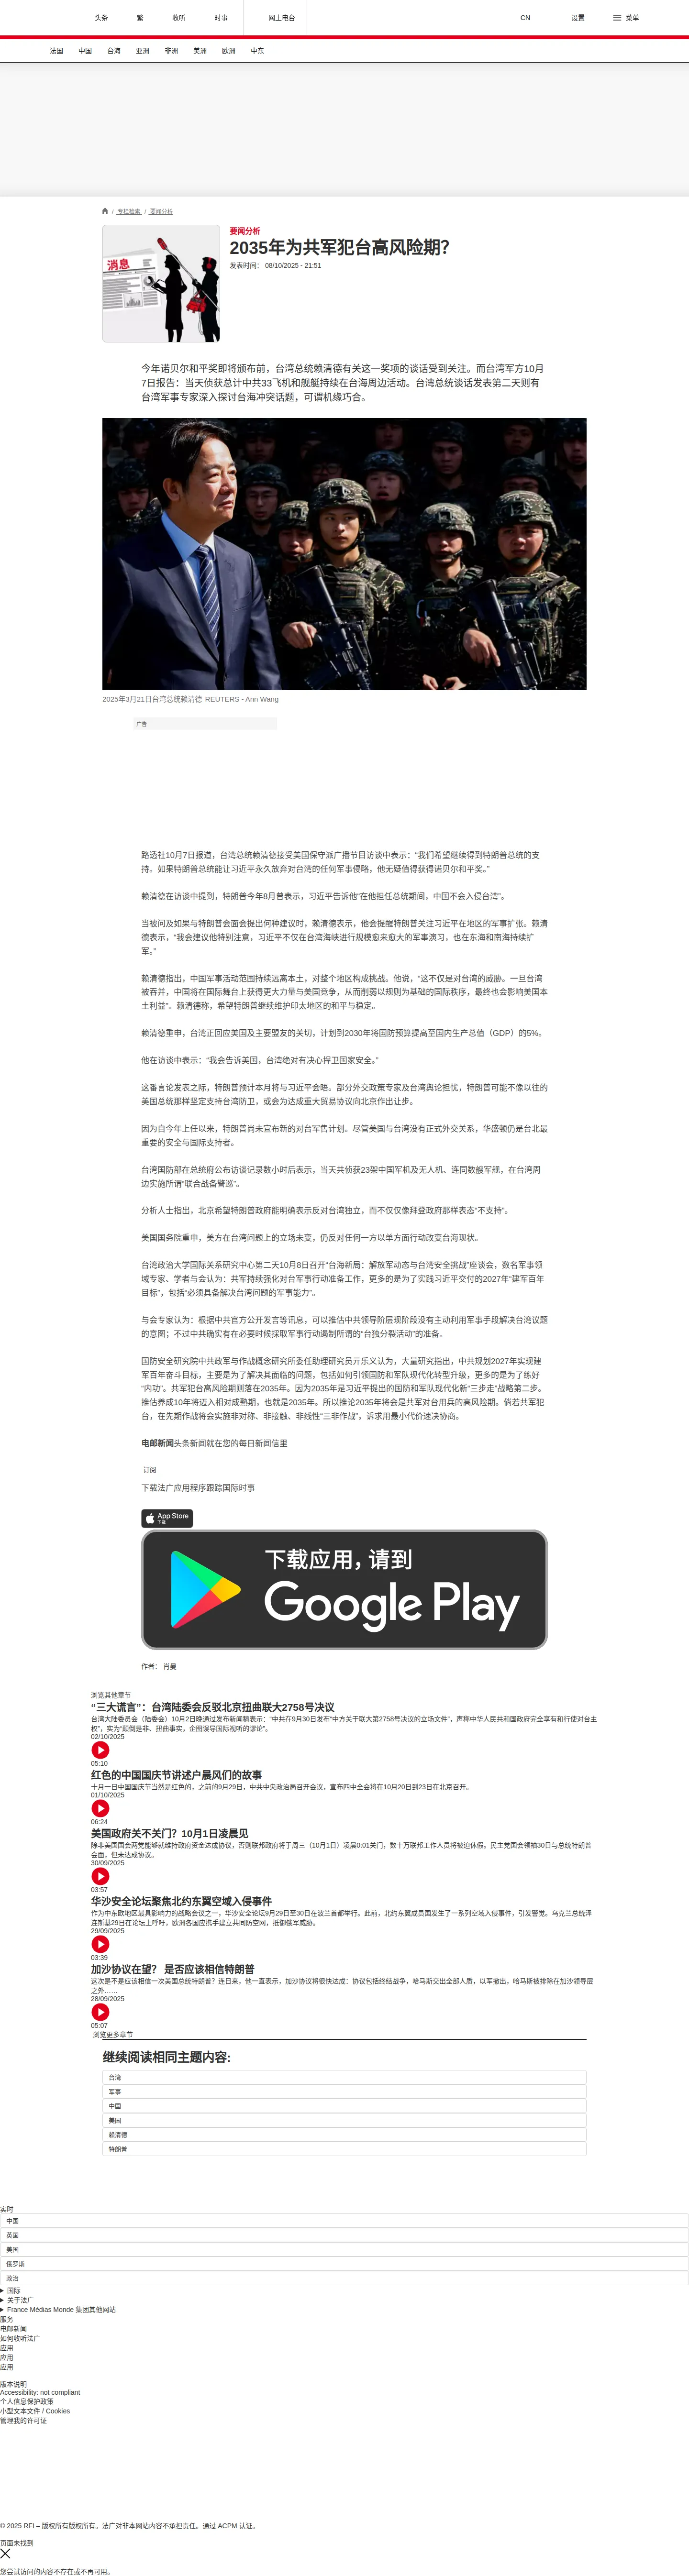 头条
繁
收听
时事
网上电台
CN
设置
菜单
法国
中国
台海
亚洲
非洲
美洲
欧洲
中东
/ 专栏检索 / 要闻分析
消息
要闻分析
2035年为共军犯台高风险期?
发表时间： 08/10/2025 - 21:51
今年诺贝尔和平奖即将颁布前，台湾总统赖清德有关这一奖项的谈话受到关注。而台湾军方10月
7日报告：当天侦获总计中共33飞机和舰艇持续在台海周边活动。台湾总统谈话发表第二天则有
台湾军事专家深入探讨台海冲突话题，可谓机缘巧合。
2025年3月21日台湾总统赖清德 REUTERS - Ann Wang
广告
路透社10月7日报道，台湾总统赖清德接受美国保守派广播节目访谈中表示：“我们希望继续得到特朗普总统的支
持。如果特朗普总统能让习近平永久放弃对台湾的任何军事侵略，他无疑值得获得诺贝尔和平奖。”
赖清德在访谈中提到，特朗普今年8月曾表示，习近平告诉他“在他担任总统期间，中国不会入侵台湾”。
当被问及如果与特朗普会面会提出何种建议时，赖清德表示，他会提醒特朗普关注习近平在地区的军事扩张。赖清
德表示，“我会建议他特别注意，习近平不仅在台湾海峡进行规模愈来愈大的军事演习，也在东海和南海持续扩
军。”
赖清德指出，中国军事活动范围持续远离本土，对整个地区构成挑战。他说，“这不仅是对台湾的威胁。一旦台湾
被吞并，中国将在国际舞台上获得更大力量与美国竞争，从而削弱以规则为基础的国际秩序，最终也会影响美国本
土利益”。赖清德称，希望特朗普继续维护印太地区的和平与稳定。
赖清德重申，台湾正回应美国及主要盟友的关切，计划到2030年将国防预算提高至国内生产总值（GDP）的5%。
他在访谈中表示：“我会告诉美国，台湾绝对有决心捍卫国家安全。”
这番言论发表之际，特朗普预计本月将与习近平会晤。部分外交政策专家及台湾舆论担忧，特朗普可能不像以往的
美国总统那样坚定支持台湾防卫，或会为达成重大贸易协议向北京作出让步。
因为自今年上任以来，特朗普尚未宣布新的对台军售计划。尽管美国与台湾没有正式外交关系，华盛顿仍是台北最
重要的安全与国际支持者。
台湾国防部在总统府公布访谈记录数小时后表示，当天共侦获23架中国军机及无人机、连同数艘军舰，在台湾周
边实施所谓“联合战备警巡”。
分析人士指出，北京希望特朗普政府能明确表示反对台湾独立，而不仅仅像拜登政府那样表态“不支持”。
美国国务院重申，美方在台湾问题上的立场未变，仍反对任何一方以单方面行动改变台海现状。
台湾政治大学国际关系研究中心第二天10月8日召开“台海新局：解放军动态与台湾安全挑战”座谈会，数名军事领
域专家、学者与会认为：共军持续强化对台军事行动准备工作，更多的是为了实践习近平交付的2027年“建军百年
目标”，包括“必须具备解决台湾问题的军事能力”。
与会专家认为：根据中共官方公开发言等讯息，可以推估中共领导阶层现阶段没有主动利用军事手段解决台湾议题
的意图；不过中共确实有在必要时候採取军事行动遏制所谓的“台独分裂活动”的准备。
国防安全研究院中共政军与作战概念研究所委任助理研究员亓乐义认为，大量研究指出，中共规划2027年实现建
军百年奋斗目标，主要是为了解决其面临的问题，包括如何引领国防和军队现代化转型升级，更多的是为了练好
“内功”。共军犯台高风险期则落在2035年。因为2035年是习近平提出的国防和军队现代化新“三步走”战略第二步。
推估养成10年将迈入相对成熟期，也就是2035年。所以推论2035年将会是共军对台用兵的高风险期。倘若共军犯
台，在先期作战将会实施非对称、非接触、非线性“三非作战”，诉求用最小代价速决协商。
电邮新闻头条新闻就在您的每日新闻信里
订阅
下载法广应用程序跟踪国际时事
App Store
下载
下载应用，请到
Google Play
作者： 肖曼
浏览其他章节
“三大谎言”：台湾陆委会反驳北京扭曲联大2758号决议
台湾大陆委员会（陆委会）10月2日晚通过发布新闻稿表示：“中共在9月30日发布“中方关于联大第2758号决议的立场文件”，声称中华人民共和国政府完全享有和行使对台主
权”，实为“颠倒是非、扭曲事实，企图误导国际视听的谬论”。
02/10/2025
05:10
红色的中国国庆节讲述户晨风们的故事
十月一日中国国庆节当然是红色的，之前的9月29日，中共中央政治局召开会议，宣布四中全会将在10月20日到23日在北京召开。
01/10/2025
06:24
美国政府关不关门？10月1日凌晨见
除非美国国会两党能够就维持政府资金达成协议，否则联邦政府将于周三（10月1日）凌晨0:01关门，数十万联邦工作人员将被迫休假。民主党国会领袖30日与总统特朗普
会面，但未达成协议。
30/09/2025
03:57
华沙安全论坛聚焦北约东翼空域入侵事件
作为中东欧地区最具影响力的战略会议之一，华沙安全论坛9月29日至30日在波兰首都举行。此前，北约东翼成员国发生了一系列空域入侵事件，引发警觉。乌克兰总统泽
连斯基29日在论坛上呼吁，欧洲各国应携手建立共同防空网，抵御俄军威胁。
29/09/2025
03:39
加沙协议在望？ 是否应该相信特朗普
这次是不是应该相信一次美国总统特朗普？连日来，他一直表示，加沙协议将很快达成：协议包括终结战争，哈马斯交出全部人质，以军撤出，哈马斯被排除在加沙领导层
之外……
28/09/2025
05:07
浏览更多章节
继续阅读相同主题内容:
台湾
军事
中国
美国
赖清德
特朗普
实时
中国
英国
美国
俄罗斯
政治
国际
关于法广
France Médias Monde 集团其他网站
服务
电邮新闻
如何收听法广
应用
应用
应用
版本说明
Accessibility: not compliant
个人信息保护政策
小型文本文件 / Cookies
管理我的许可证
© 2025 RFI – 版权所有版权所有。法广对非本网站内容不承担责任。通过 ACPM 认证。
页面未找到
您尝试访问的内容不存在或不再可用。